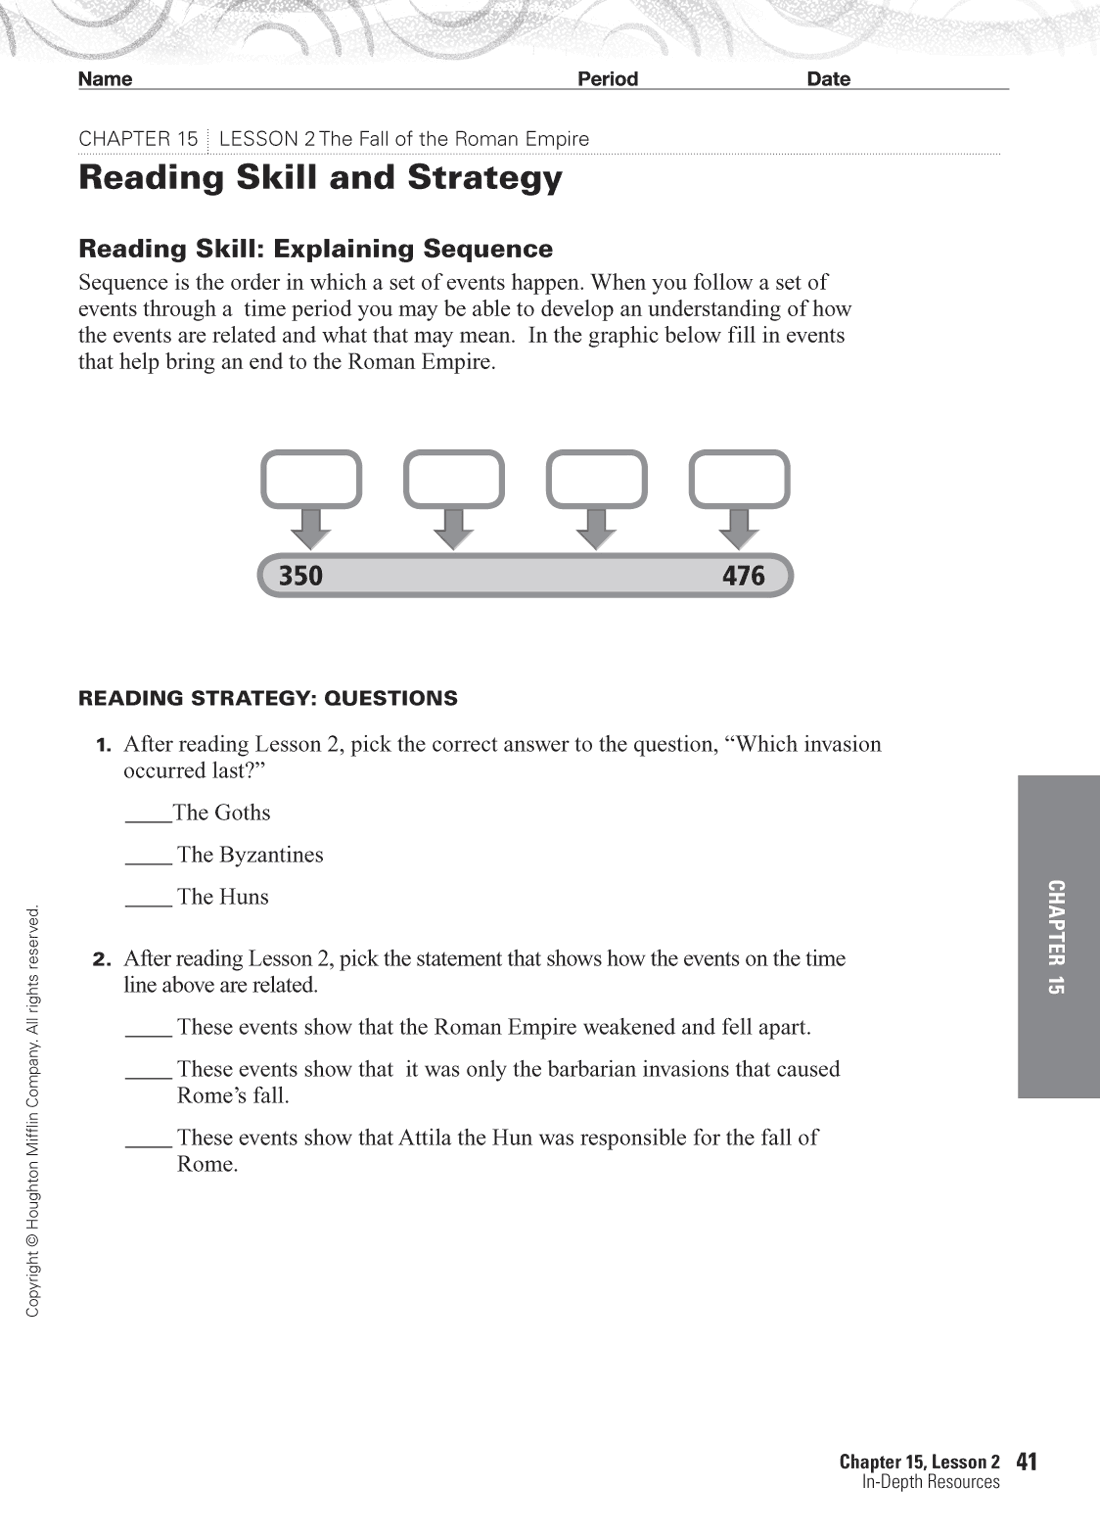 Name Period Date
CHAPTER 15 LESSON 2 The Fall of the Roman Empire
Reading Skill and Strategy
Reading Skill: Explaining Sequence
Sequence is the order in which a set of events happen. When you follow a set of
events through a  time period you may be able to develop an understanding of how
the events are related and what that may mean.  In the graphic below fill in events
that help bring an end to the Roman Empire.
350 476
READING STRATEGY: QUESTIONS
1. After reading Lesson 2, pick the correct answer to the question, “Which invasion
occurred last?”
____The Goths
____ The Byzantines
____ The Huns
2. After reading Lesson 2, pick the statement that shows how the events on the time
line above are related.
____ These events show that the Roman Empire weakened and fell apart.
____ These events show that  it was only the barbarian invasions that caused
Rome’s fall.
____ These events show that Attila the Hun was responsible for the fall of
Rome.
CHAPTER 15
Copyright © Houghton Mifflin Company. All rights reserved.
Chapter 15, Lesson 2 41
In-Depth Resources